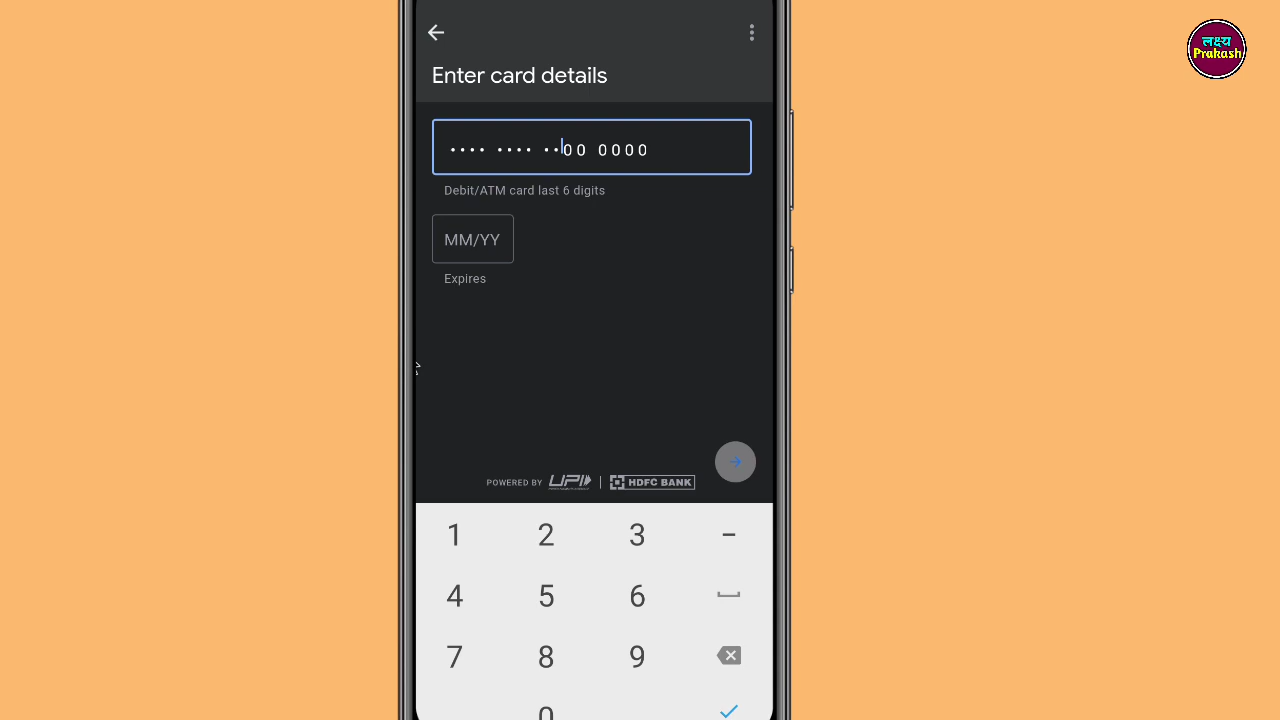 लक्ष्य
Prakash
Enter card details
•••• •••• ••00 0000
Debit/ATM card last 6 digits
MM/YY
Expires
POWERED BY UPI | HDFC BANK
1 2 3 -
4 5 6
7 8 9
0